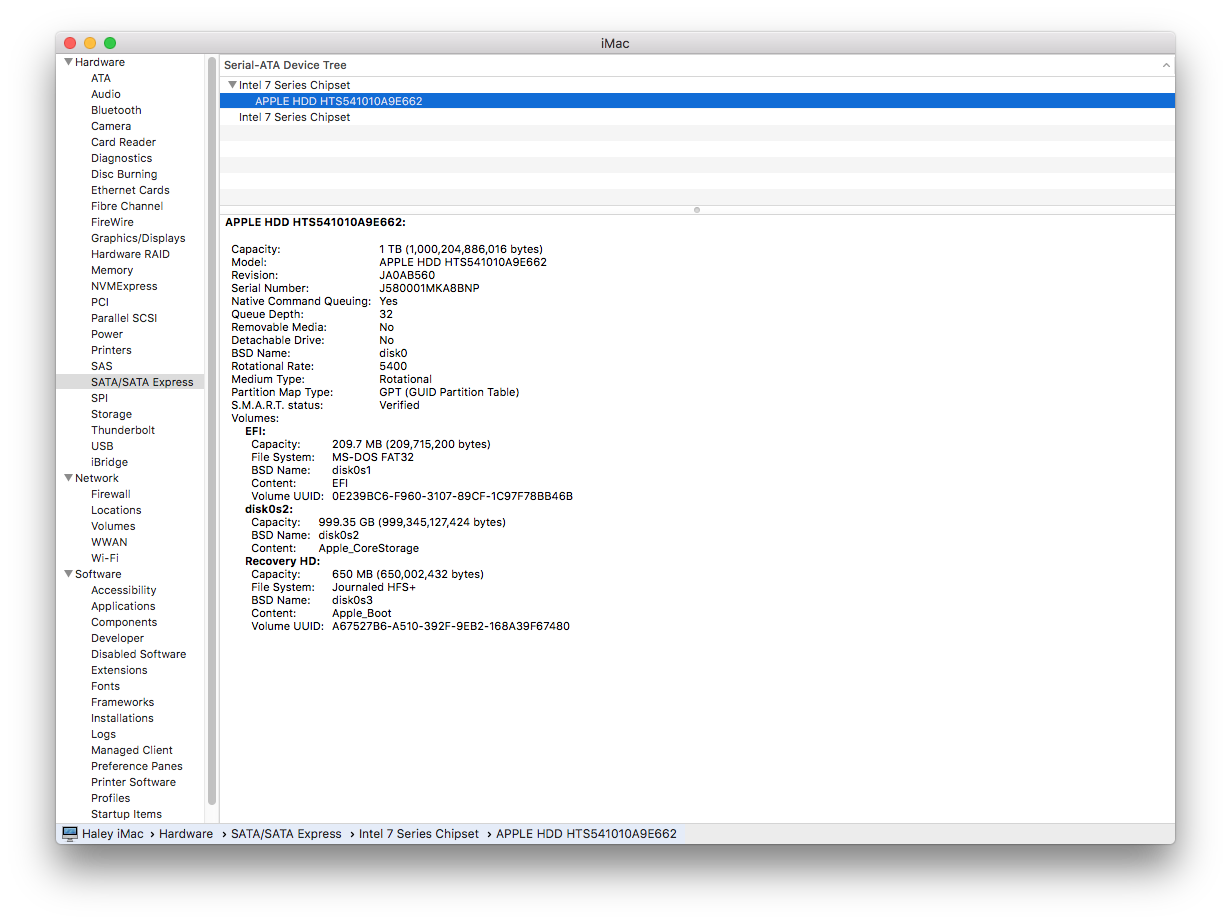 iMac
Hardware
ATA
Audio
Bluetooth
Camera
Card Reader
Diagnostics
Disc Burning
Ethernet Cards
Fibre Channel
FireWire
Graphics/Displays
Hardware RAID
Memory
NVMExpress
PCI
Parallel SCSI
Power
Printers
SAS
SATA/SATA Express
SPI
Storage
Thunderbolt
USB
iBridge
Network
Firewall
Locations
Volumes
WWAN
Wi-Fi
Software
Accessibility
Applications
Components
Developer
Disabled Software
Extensions
Fonts
Frameworks
Installations
Logs
Managed Client
Preference Panes
Printer Software
Profiles
Startup Items
Serial-ATA Device Tree
Intel 7 Series Chipset
APPLE HDD HTS541010A9E662
Intel 7 Series Chipset
APPLE HDD HTS541010A9E662:
Capacity: 1 TB (1,000,204,886,016 bytes)
Model: APPLE HDD HTS541010A9E662
Revision: JA0AB560
Serial Number: J580001MKA8BNP
Native Command Queuing: Yes
Queue Depth: 32
Removable Media: No
Detachable Drive: No
BSD Name: disk0
Rotational Rate: 5400
Medium Type: Rotational
Partition Map Type: GPT (GUID Partition Table)
S.M.A.R.T. status: Verified
Volumes:
EFI:
Capacity: 209.7 MB (209,715,200 bytes)
File System: MS-DOS FAT32
BSD Name: disk0s1
Content: EFI
Volume UUID: 0E239BC6-F960-3107-89CF-1C97F78BB46B
disk0s2:
Capacity: 999.35 GB (999,345,127,424 bytes)
BSD Name: disk0s2
Content: Apple_CoreStorage
Recovery HD:
Capacity: 650 MB (650,002,432 bytes)
File System: Journaled HFS+
BSD Name: disk0s3
Content: Apple_Boot
Volume UUID: A67527B6-A510-392F-9EB2-168A39F67480
Haley iMac › Hardware › SATA/SATA Express › Intel 7 Series Chipset › APPLE HDD HTS541010A9E662